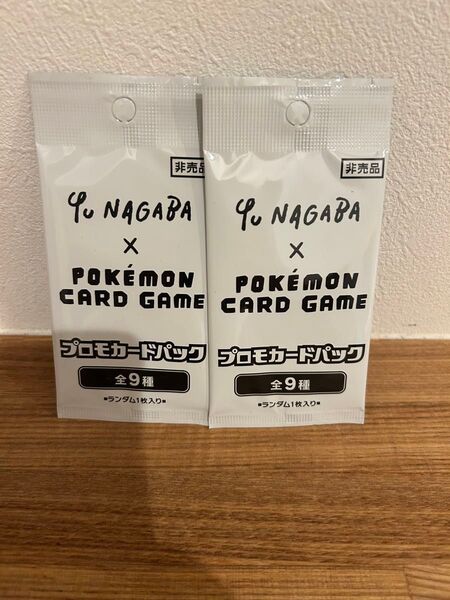 非売品
Yu NAGABA
×
POKÉMON
CARD GAME
プロモカードパック
全9種
■ランダム1枚入り■
非売品
Yu NAGABA
×
POKÉMON
CARD GAME
プロモカードパック
全9種
■ランダム1枚入り■